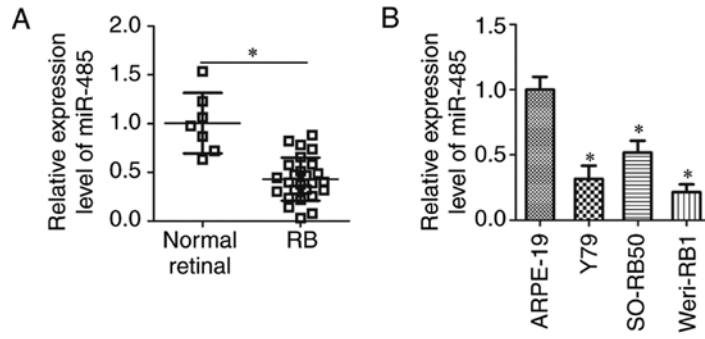 A
Relative expression
level of miR-485
2.0
1.5
1.0
0.5
0.0
*
Normal
retinal
RB
B
Relative expression
level of miR-485
1.5
1.0
0.5
0.0
*
*
*
ARPE-19
Y79
SO-RB50
Weri-RB1